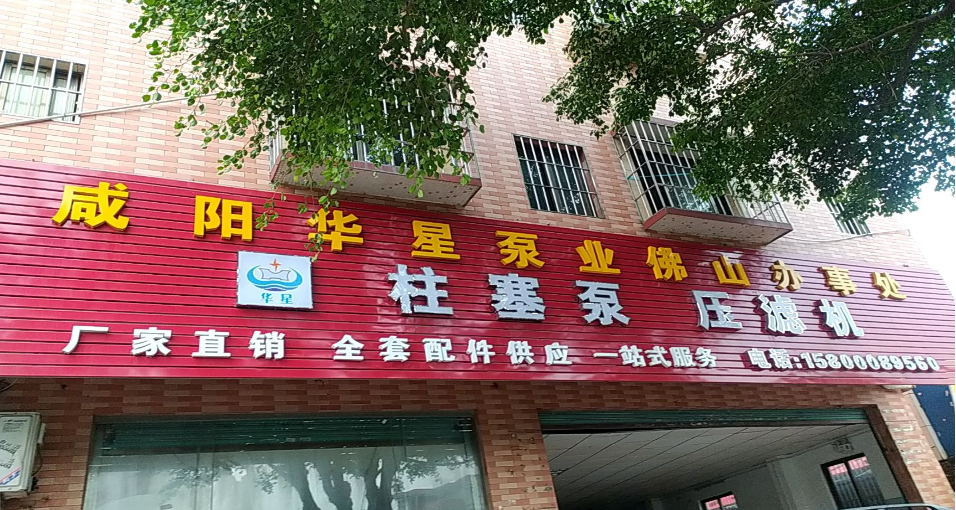 咸阳华星泵业佛山办事处
华星
柱塞泵 压滤机
厂家直销 全套配件供应 一站式服务 电话:15800089560